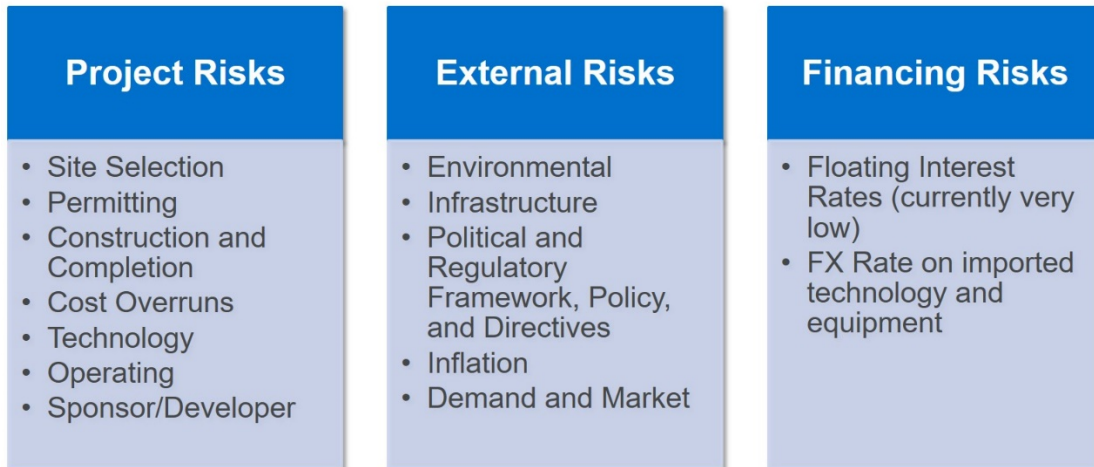 Project Risks
• Site Selection
• Permitting
• Construction and
Completion
• Cost Overruns
• Technology
• Operating
• Sponsor/Developer
External Risks
• Environmental
• Infrastructure
• Political and
Regulatory
Framework, Policy,
and Directives
• Inflation
• Demand and Market
Financing Risks
• Floating Interest
Rates (currently very
low)
• FX Rate on imported
technology and
equipment